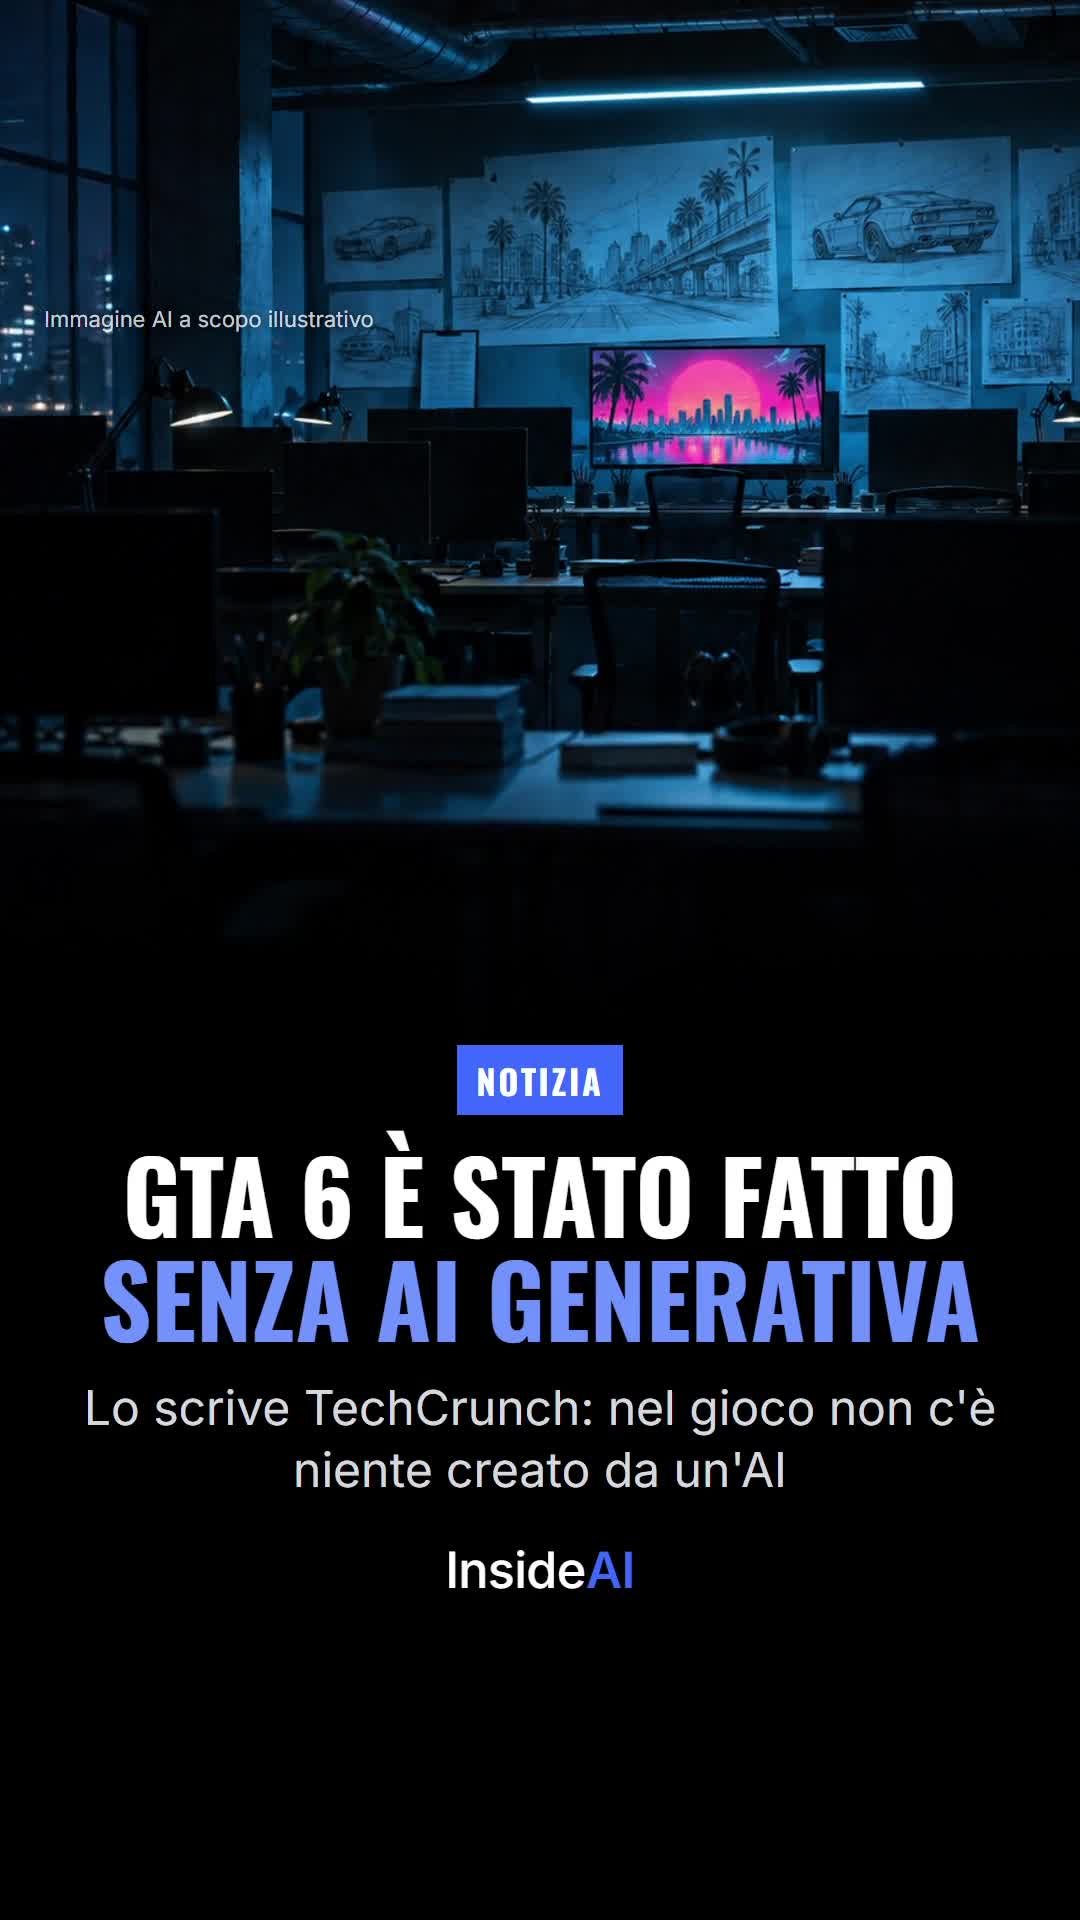 Immagine AI a scopo illustrativo
NOTIZIA
GTA 6 È STATO FATTO
SENZA AI GENERATIVA
Lo scrive TechCrunch: nel gioco non c'è
niente creato da un'AI
InsideAI